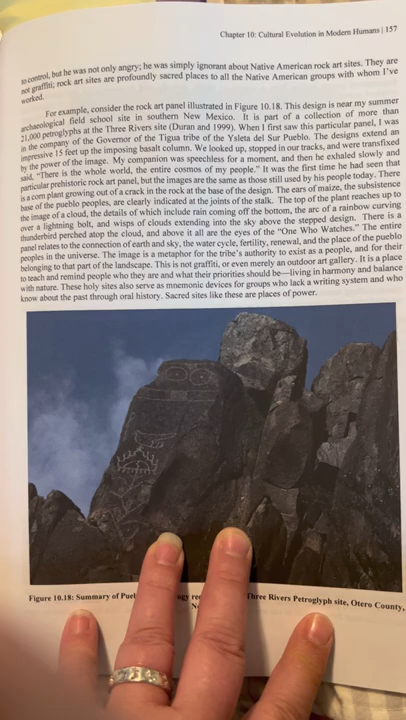 Chapter 10: Cultural Evolution in Modern Humans | 157
to control, but he was not only angry; he was simply ignorant about Native American rock art sites. They are
not graffiti; rock art sites are profoundly sacred places to all the Native American groups with whom I've
worked.
For example, consider the rock art panel illustrated in Figure 10.18. This design is near my summer
archaeological field school site in southern New Mexico. It is part of a collection of more than
21,000 petroglyphs at the Three Rivers site (Duran and 1999). When I first saw this particular panel, I was
in the company of the Governor of the Tigua tribe of the Ysleta del Sur Pueblo. The designs extend an
impressive 15 feet up the imposing basalt column. We looked up, stopped in our tracks, and were transfixed
by the power of the image. My companion was speechless for a moment, and then he exhaled slowly and
said, "There is the whole world, the entire cosmos of my people." It was the first time he had seen that
particular prehistoric rock art panel, but the images are the same as those still used by his people today. There
is a corn plant growing out of a crack in the rock at the base of the design. The ears of maize, the subsistence
base of the pueblo peoples, are clearly indicated at the joints of the stalk. The top of the plant reaches up to
the image of a cloud, the details of which include rain coming off the bottom, the arc of a rainbow curving
over a lightning bolt, and wisps of clouds extending into the sky above the stepped design. There is a
thunderbird perched atop the cloud, and above it all are the eyes of the "One Who Watches." The entire
panel relates to the connection of earth and sky, the water cycle, fertility, renewal, and the place of the pueblo
peoples in the universe. The image is a metaphor for the tribe's authority to exist as a people, and for their
belonging to that part of the landscape. This is not graffiti, or even merely an outdoor art gallery. It is a place
to teach and remind people who they are and what their priorities should be—living in harmony and balance
with nature. These holy sites also serve as mnemonic devices for groups who lack a writing system and who
know about the past through oral history. Sacred sites like these are places of power.
Figure 10.18: Summary of Three Rivers Petroglyph site, Otero County,